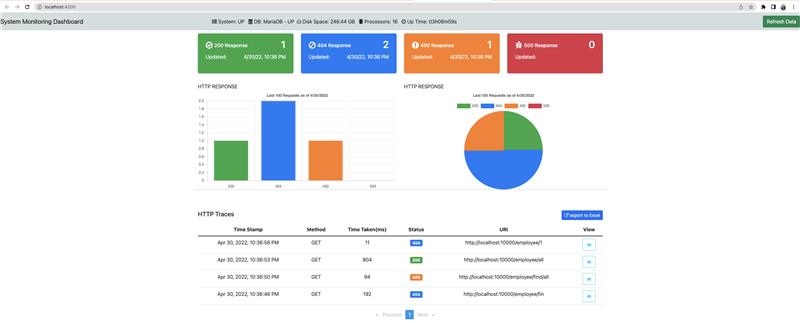 localhost:4200
System Monitoring Dashboard
System: UP DB: MariaDB - UP Disk Space: 246.44 GB Processors: 16 Up Time: 03h08m59s
Refresh Data
200 Response 1
Updated: 4/30/22, 10:36 PM
404 Response 2
Updated: 4/30/22, 10:36 PM
400 Response 1
Updated: 4/30/22, 10:36 PM
500 Response 0
Updated: 4/30/22, 10:36 PM
HTTP RESPONSE
Last 100 Requests as of 4/30/2022
2.0
1.8
1.6
1.4
1.2
1.0
0.8
0.6
0.4
0.2
0
200 404 400 500
HTTP RESPONSE
Last 100 Requests as of 4/30/2022
200 404 400 500
HTTP Traces
export to Excel
Time Stamp Method Time Taken(ms) Status URI View
Apr 30, 2022, 10:36:56 PM GET 11 404 http://localhost:10000/employee/1
Apr 30, 2022, 10:36:53 PM GET 804 200 http://localhost:10000/employee/all
Apr 30, 2022, 10:36:50 PM GET 94 400 http://localhost:10000/employee/find/all
Apr 30, 2022, 10:36:46 PM GET 192 404 http://localhost:10000/employee/fin
« Previous 1 Next »